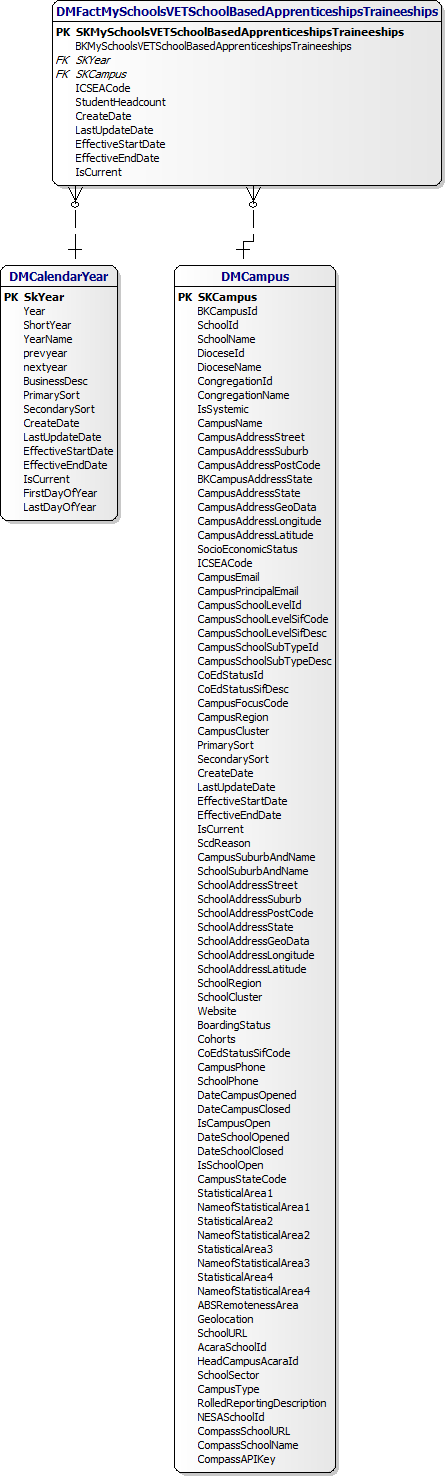 DMFactMySchoolsVETSchoolBasedApprenticeshipsTraineeships
PK SKMySchoolsVETSchoolBasedApprenticeshipsTraineeships
BKMySchoolsVETSchoolBasedApprenticeshipsTraineeships
FK SKYear
FK SKCampus
ICSEACode
StudentHeadcount
CreateDate
LastUpdateDate
EffectiveStartDate
EffectiveEndDate
IsCurrent
DMCalendarYear
PK SkYear
Year
ShortYear
YearName
prevyear
nextyear
BusinessDesc
PrimarySort
SecondarySort
CreateDate
LastUpdateDate
EffectiveStartDate
EffectiveEndDate
IsCurrent
FirstDayOfYear
LastDayOfYear
DMCampus
PK SKCampus
BKCampusId
SchoolId
SchoolName
DioceseId
DioceseName
CongregationId
CongregationName
IsSystemic
CampusName
CampusAddressStreet
CampusAddressSuburb
CampusAddressPostCode
BKCampusAddressState
CampusAddressState
CampusAddressGeoData
CampusAddressLongitude
CampusAddressLatitude
SocioEconomicStatus
ICSEACode
CampusEmail
CampusPrincipalEmail
CampusSchoolLevelId
CampusSchoolLevelSifCode
CampusSchoolLevelSifDesc
CampusSchoolSubTypeId
CampusSchoolSubTypeDesc
CoEdStatusId
CoEdStatusSifDesc
CampusFocusCode
CampusRegion
CampusCluster
PrimarySort
SecondarySort
CreateDate
LastUpdateDate
EffectiveStartDate
EffectiveEndDate
IsCurrent
ScdReason
CampusSuburbAndName
SchoolSuburbAndName
SchoolAddressStreet
SchoolAddressSuburb
SchoolAddressPostCode
SchoolAddressState
SchoolAddressGeoData
SchoolAddressLongitude
SchoolAddressLatitude
SchoolRegion
SchoolCluster
Website
BoardingStatus
Cohorts
CoEdStatusSifCode
CampusPhone
SchoolPhone
DateCampusOpened
DateCampusClosed
IsCampusOpen
DateSchoolOpened
DateSchoolClosed
IsSchoolOpen
CampusStateCode
StatisticalArea1
NameofStatisticalArea1
StatisticalArea2
NameofStatisticalArea2
StatisticalArea3
NameofStatisticalArea3
StatisticalArea4
NameofStatisticalArea4
ABSRemotenessArea
Geolocation
SchoolURL
AcaraSchoolId
HeadCampusAcaraId
SchoolSector
CampusType
RolledReportingDescription
NESASchoolId
CompassSchoolURL
CompassSchoolName
CompassAPIKey